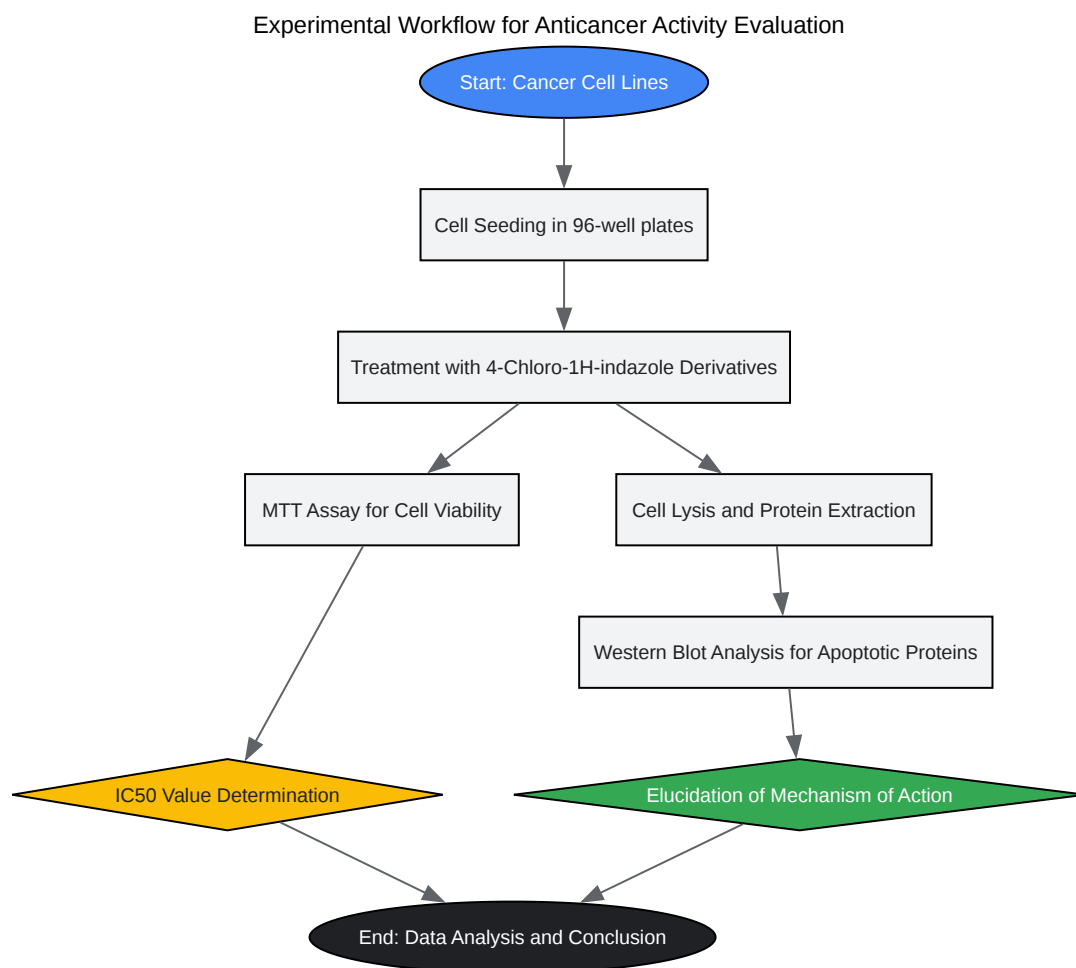 Experimental Workflow for Anticancer Activity Evaluation
Start: Cancer Cell Lines
Cell Seeding in 96-well plates
Treatment with 4-Chloro-1H-indazole Derivatives
MTT Assay for Cell Viability
Cell Lysis and Protein Extraction
Western Blot Analysis for Apoptotic Proteins
IC50 Value Determination
Elucidation of Mechanism of Action
End: Data Analysis and Conclusion